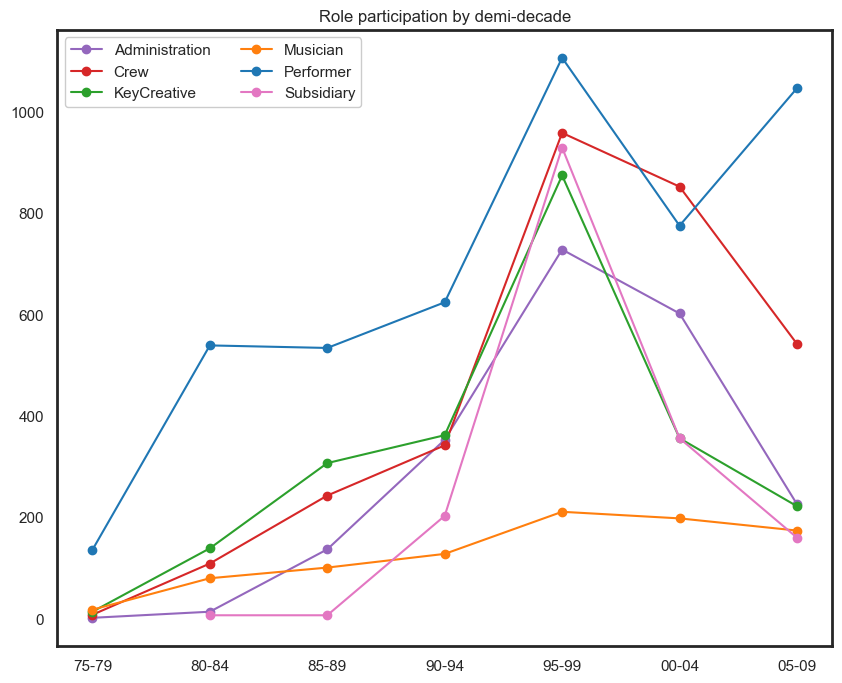 Role participation by demi-decade
Administration
Crew
KeyCreative
Musician
Performer
Subsidiary
1000
800
600
400
200
0
75-79 80-84 85-89 90-94 95-99 00-04 05-09